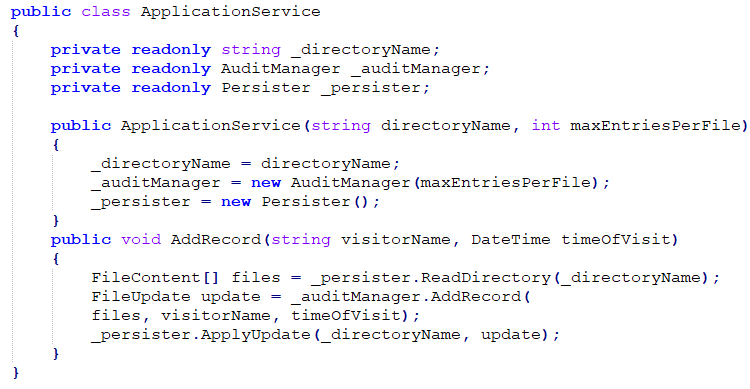 public class ApplicationService
{
    private readonly string _directoryName;
    private readonly AuditManager _auditManager;
    private readonly Persister _persister;

    public ApplicationService(string directoryName, int maxEntriesPerFile)
    {
        _directoryName = directoryName;
        _auditManager = new AuditManager(maxEntriesPerFile);
        _persister = new Persister();
    }
    public void AddRecord(string visitorName, DateTime timeOfVisit)
    {
        FileContent[] files = _persister.ReadDirectory(_directoryName);
        FileUpdate update = _auditManager.AddRecord(
        files, visitorName, timeOfVisit);
        _persister.ApplyUpdate(_directoryName, update);
    }
}